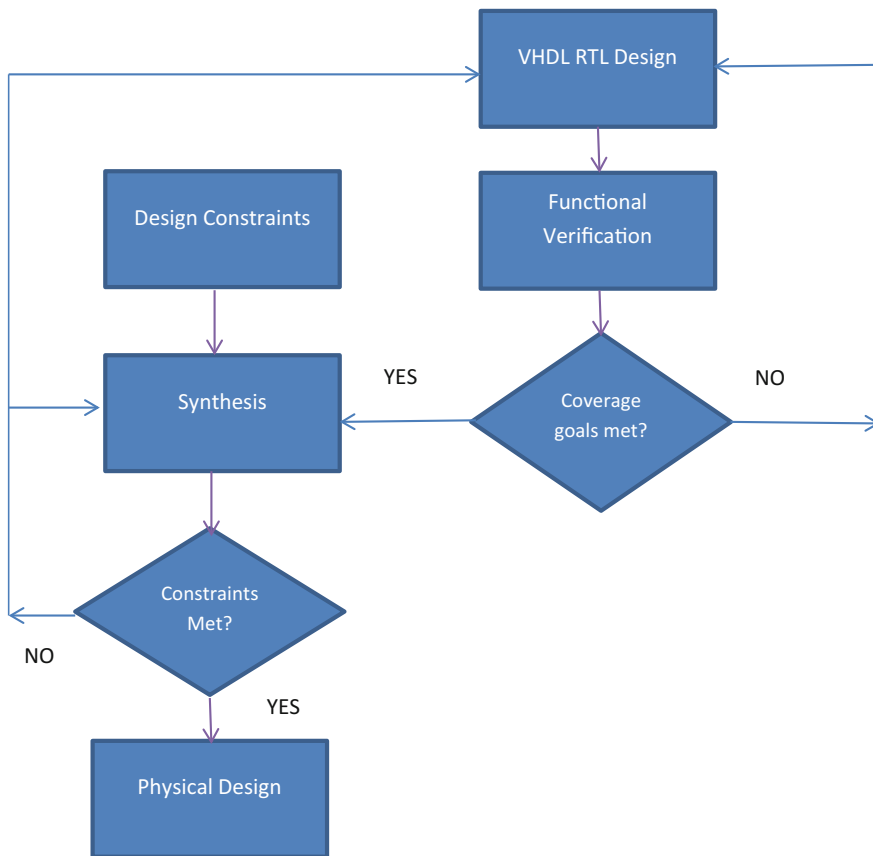 VHDL RTL Design
Functional
Verification
Design Constraints
YES
NO
Synthesis
Coverage
goals met?
Constraints
Met?
NO
YES
Physical Design